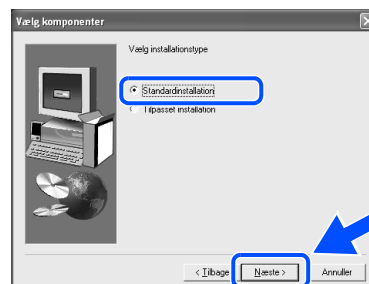 Vælg komponenter
Vælg installationstype
Standardinstallation
Tilpasset installation
< Tilbage
Næste >
Annuller